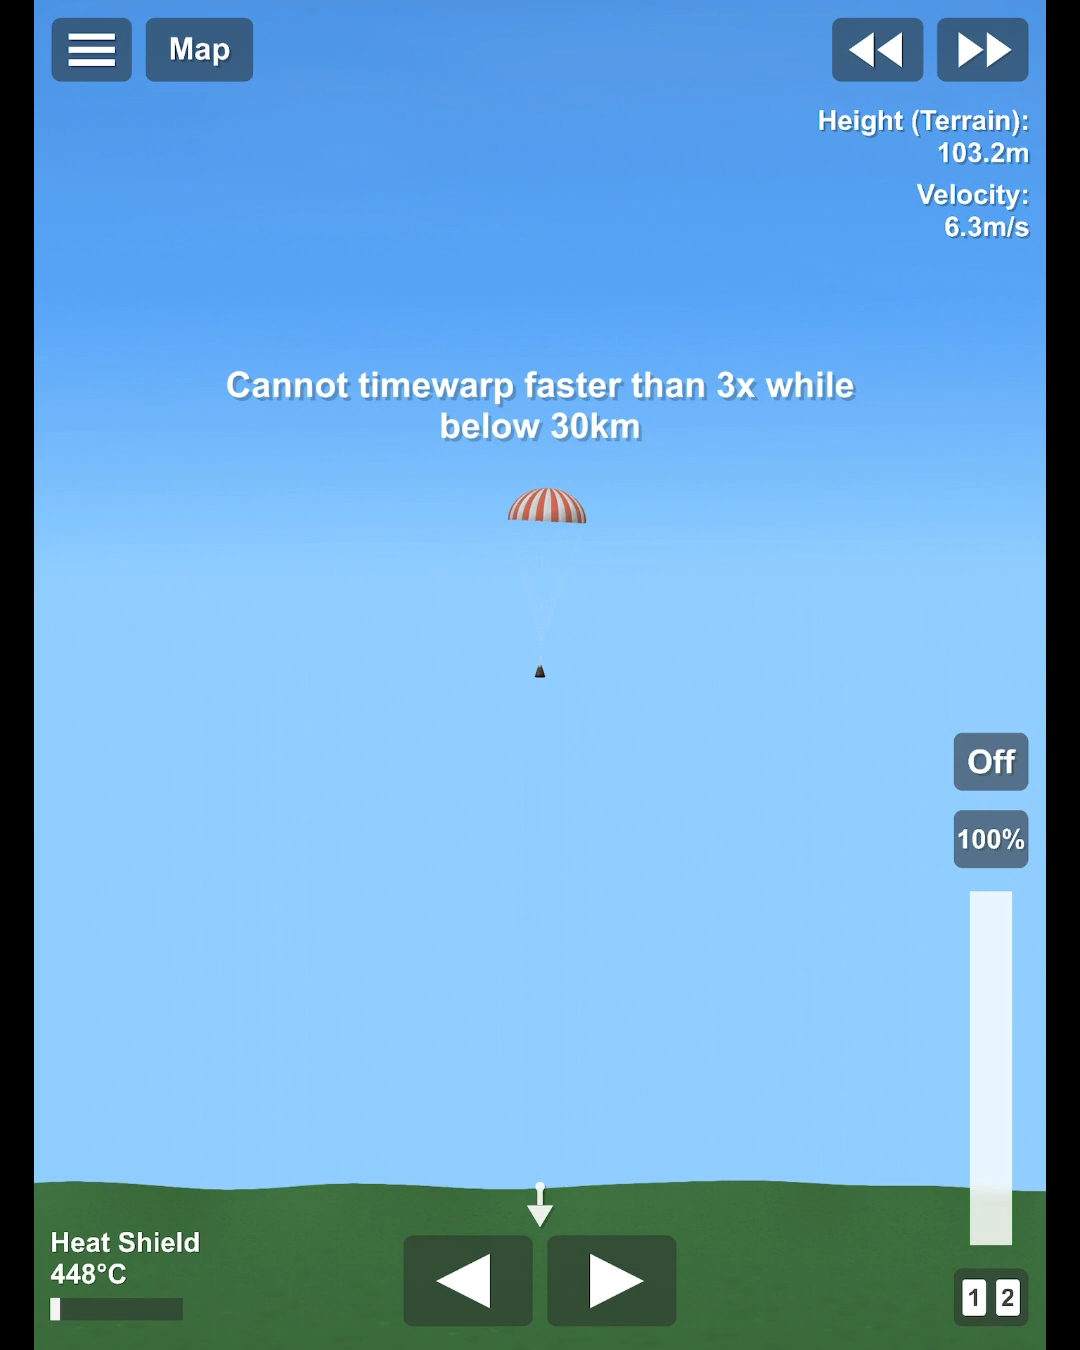 Map
Height (Terrain):
103.2m
Velocity:
6.3m/s
Cannot timewarp faster than 3x while
below 30km
Off
100%
Heat Shield
448°C
1 2